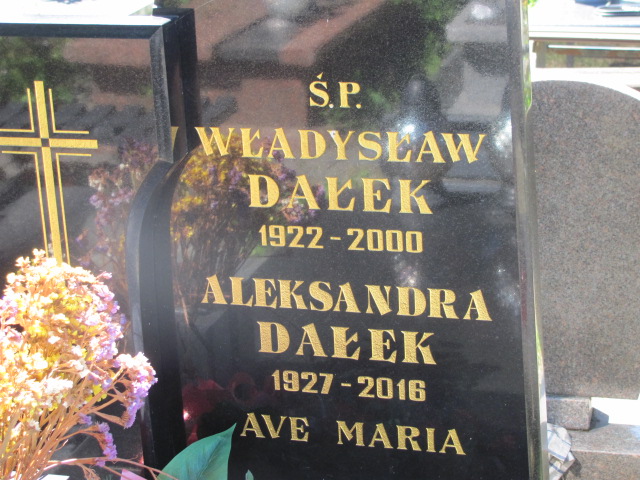 Ś.P.
WŁADYSŁAW
DAŁEK
1922-2000
ALEKSANDRA
DAŁEK
1927-2016
AVE MARIA